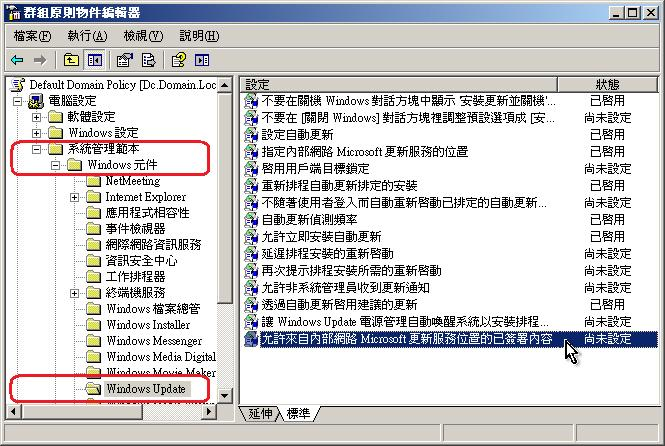 群組原則物件編輯器
檔案(F) 執行(A) 檢視(V) 說明(H)
Default Domain Policy [Dc.Domain.Loc
電腦設定
軟體設定
Windows 設定
系統管理範本
Windows 元件
NetMeeting
Internet Explorer
應用程式相容性
事件檢視器
網際網路資訊服務
資訊安全中心
工作排程器
終端機服務
Windows 檔案總管
Windows Installer
Windows Messenger
Windows Media Digital
Windows Movie Maker
Windows Update
設定 狀態
不要在關機 Windows 對話方塊中顯示 '安裝更新並關機'... 已啓用
不要在 [關閉 Windows] 對話方塊裡調整預設選項成 [安... 尚未設定
設定自動更新 已啓用
指定內部網路 Microsoft 更新服務的位置 已啓用
啓用用戶端目標鎖定 尚未設定
重新排程自動更新排定的安裝 已啓用
不隨著使用者登入而自動重新啓動已排定的自動更新... 尚未設定
自動更新偵測頻率 已啓用
允許立即安裝自動更新 已啓用
延遲排程安裝的重新啓動 尚未設定
再次提示排程安裝所需的重新啓動 尚未設定
允許非系統管理員收到更新通知 尚未設定
透過自動更新啓用建議的更新 已啓用
讓 Windows Update 電源管理自動喚醒系統以安裝排程... 尚未設定
允許來自內部網路 Microsoft 更新服務位置的已簽署內容 尚未設定
延伸 標準